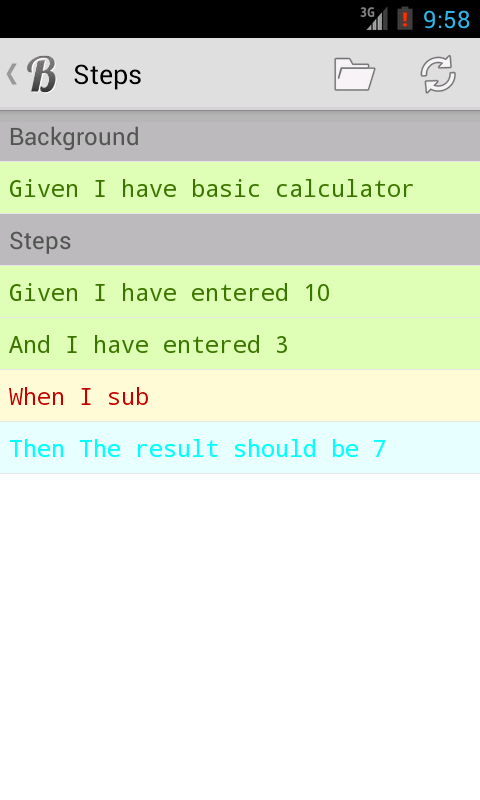 3G 9:58
B Steps
Background
Given I have basic calculator
Steps
Given I have entered 10
And I have entered 3
When I sub
Then The result should be 7